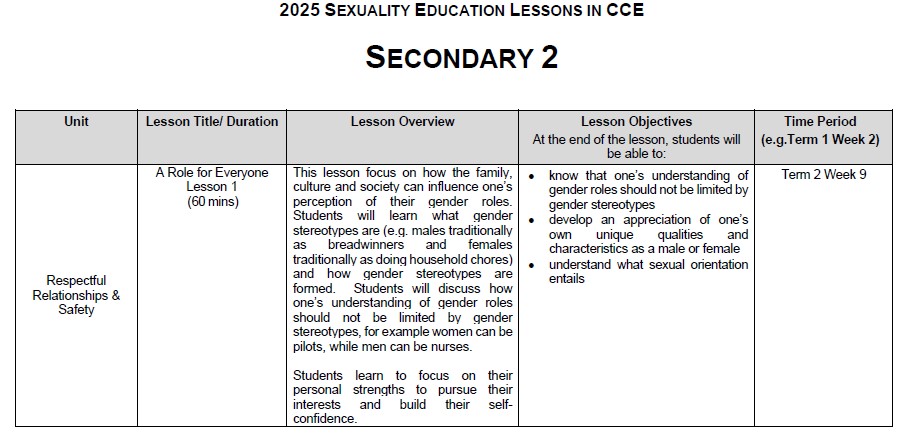 2025 SEXUALITY EDUCATION LESSONS IN CCE
SECONDARY 2
Unit
Lesson Title/ Duration
Lesson Overview
Lesson Objectives
At the end of the lesson, students will
be able to:
Time Period
(e.g.Term 1 Week 2)
Respectful
Relationships &
Safety
A Role for Everyone
Lesson 1
(60 mins)
This lesson focus on how the family,
culture and society can influence one’s
perception of their gender roles.
Students will learn what gender
stereotypes are (e.g. males traditionally
as breadwinners and females
traditionally as doing household chores)
and how gender stereotypes are
formed. Students will discuss how
one’s understanding of gender roles
should not be limited by gender
stereotypes, for example women can be
pilots, while men can be nurses.
Students learn to focus on their
personal strengths to pursue their
interests and build their self-
confidence.
• know that one’s understanding of
gender roles should not be limited by
gender stereotypes
• develop an appreciation of one’s
own unique qualities and
characteristics as a male or female
• understand what sexual orientation
entails
Term 2 Week 9